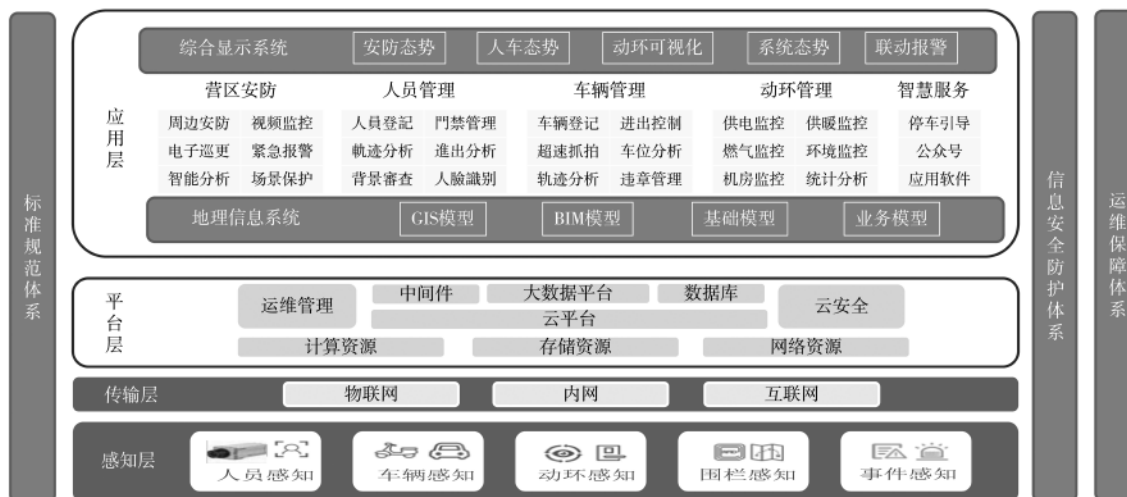 标准规范体系
综合显示系统 安防态势 人车态势 动环可视化 系统态势 联动报警
应用层
营区安防 人员管理 车辆管理 动环管理 智慧服务
周边安防 视频监控 人員登記 門禁管理 车辆登记 进出控制 供电监控 供暖监控 停车引导
电子巡更 紧急报警 軌迹分析 進出分析 超速抓拍 车位分析 燃气监控 环境监控 公众号
智能分析 场景保护 背景審查 人臉識别 轨迹分析 违章管理 机房监控 统计分析 应用软件
地理信息系统 GIS模型 BIM模型 基础模型 业务模型
平台层
运维管理 中间件 大数据平台 数据库 云安全
云平台
计算资源 存储资源 网络资源
传输层 物联网 内网 互联网
感知层 人员感知 车辆感知 动环感知 围栏感知 事件感知
信息安全防护体系
运维保障体系